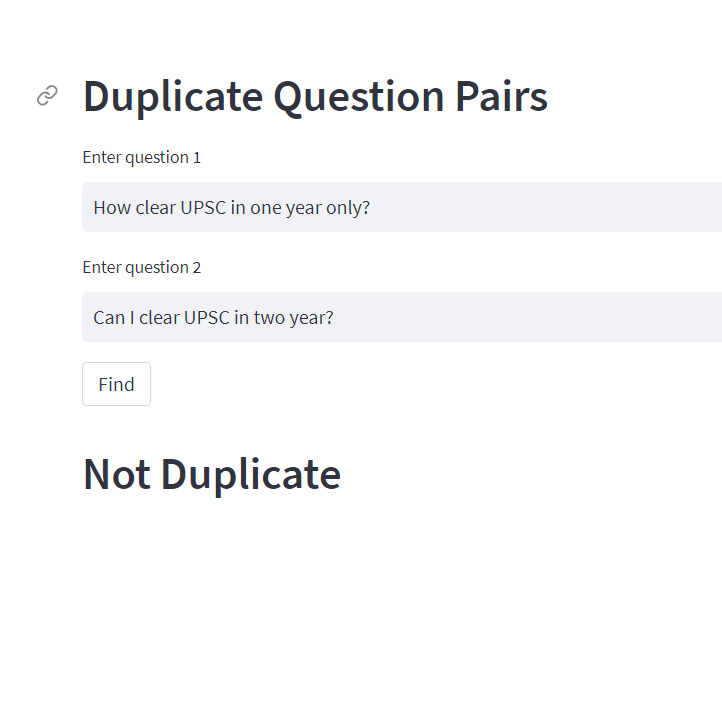 Duplicate Question Pairs
Enter question 1
How clear UPSC in one year only?
Enter question 2
Can I clear UPSC in two year?
Find
Not Duplicate